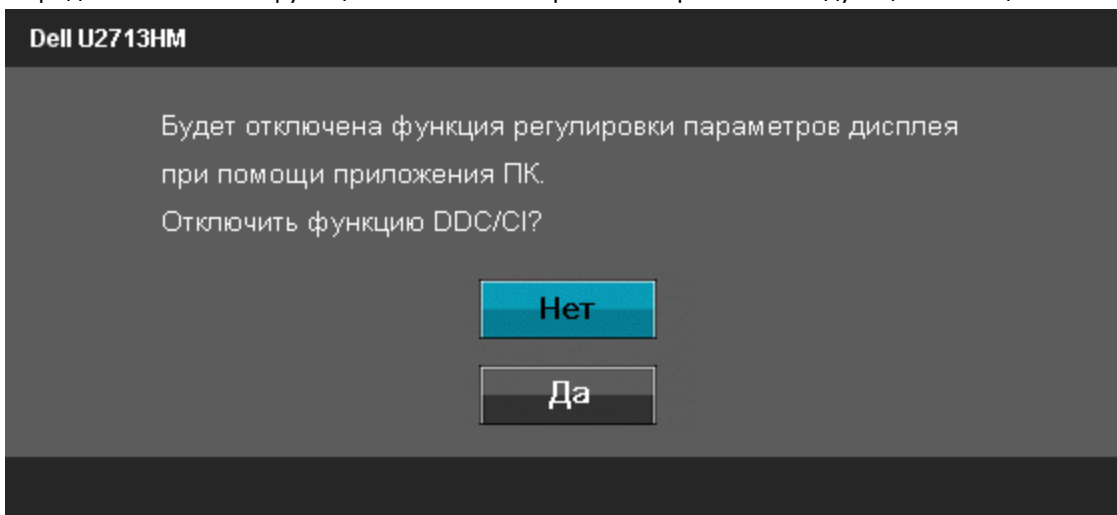 Dell U2713HM
Будет отключена функция регулировки параметров дисплея
при помощи приложения ПК.
Отключить функцию DDC/CI?
Нет
Да